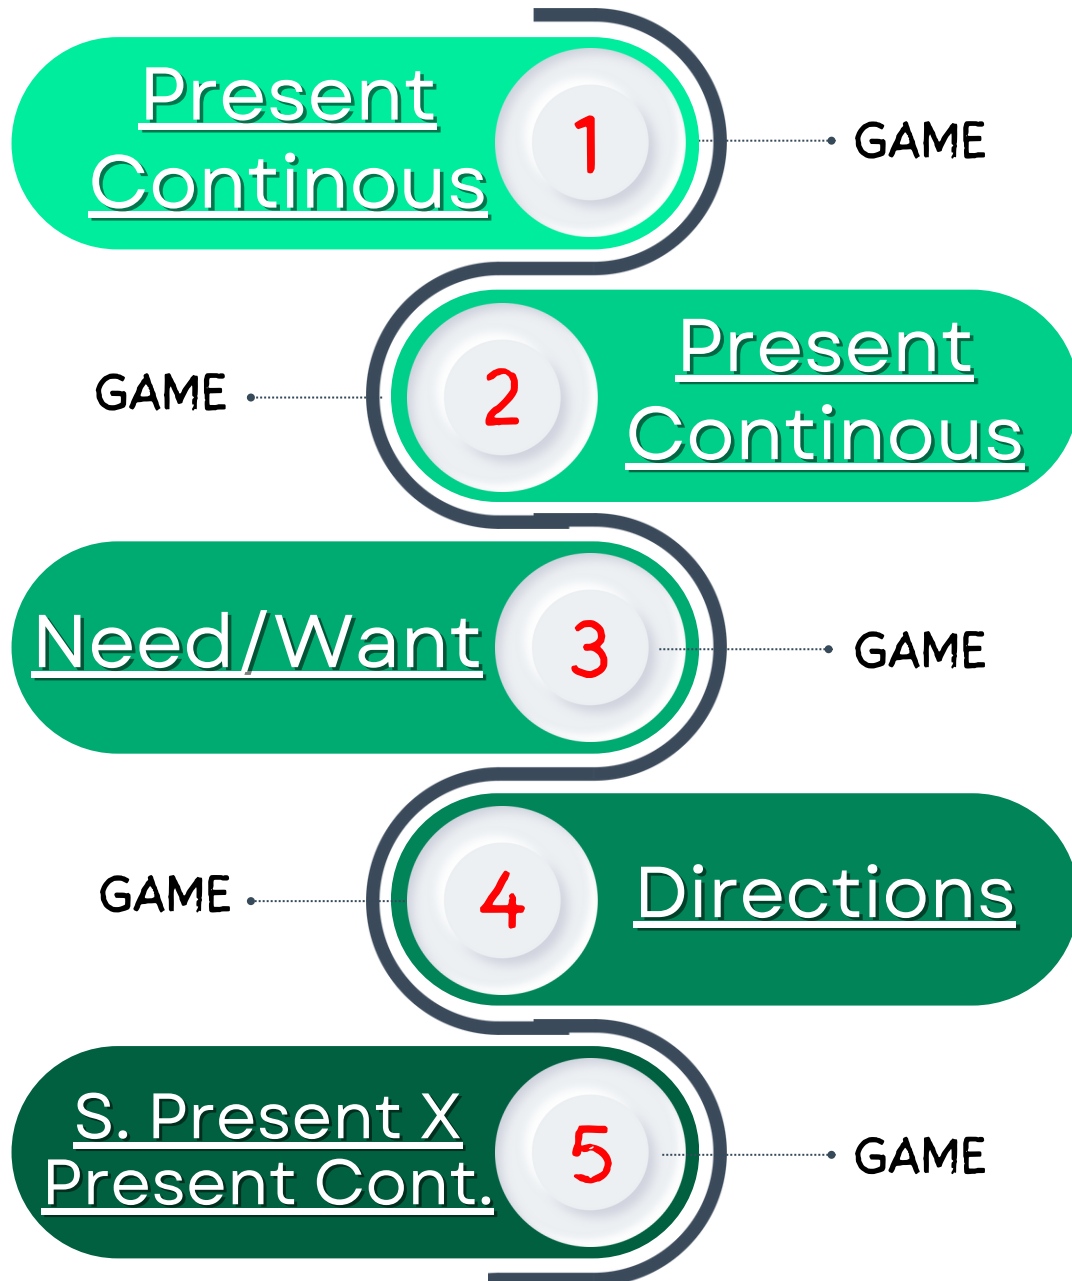 Present
Continous
1
GAME
GAME
2
Present
Continous
Need/Want
3
GAME
GAME
4
Directions
S. Present X
Present Cont.
5
GAME